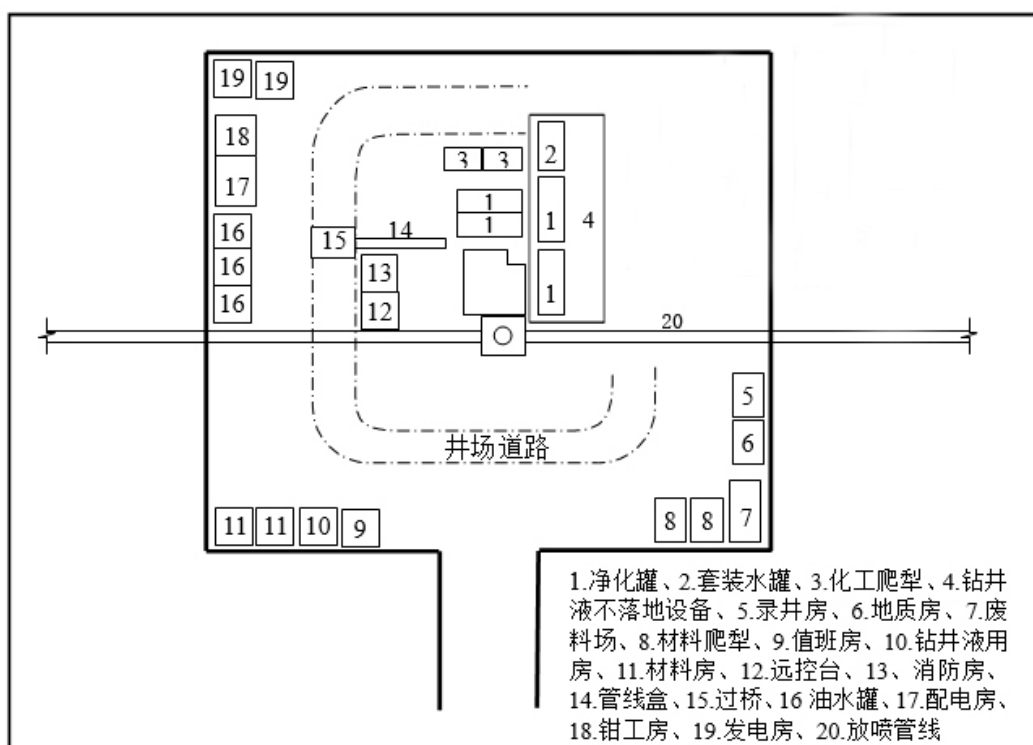 19 19
18
17
16
16
16
3 3
2
1
1
1
1
4
14
15
13
12
20
5
6
井场道路
11 11 10 9
8 8 7
1.净化罐、2.套装水罐、3.化工爬犁、4.钻井
液不落地设备、5.录井房、6.地质房、7.废
料场、8.材料爬犁、9.值班房、10.钻井液用
房、11.材料房、12.远控台、13、消防房、
14.管线盒、15.过桥、16 油水罐、17.配电房、
18.钳工房、19.发电房、20.放喷管线